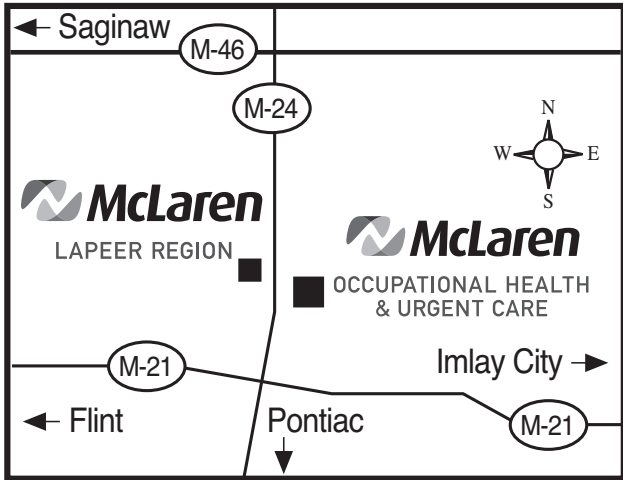 Saginaw
M-46
M-24
N
W E
S
McLaren
LAPEER REGION
McLaren
OCCUPATIONAL HEALTH
& URGENT CARE
Imlay City
M-21
Flint
Pontiac
M-21